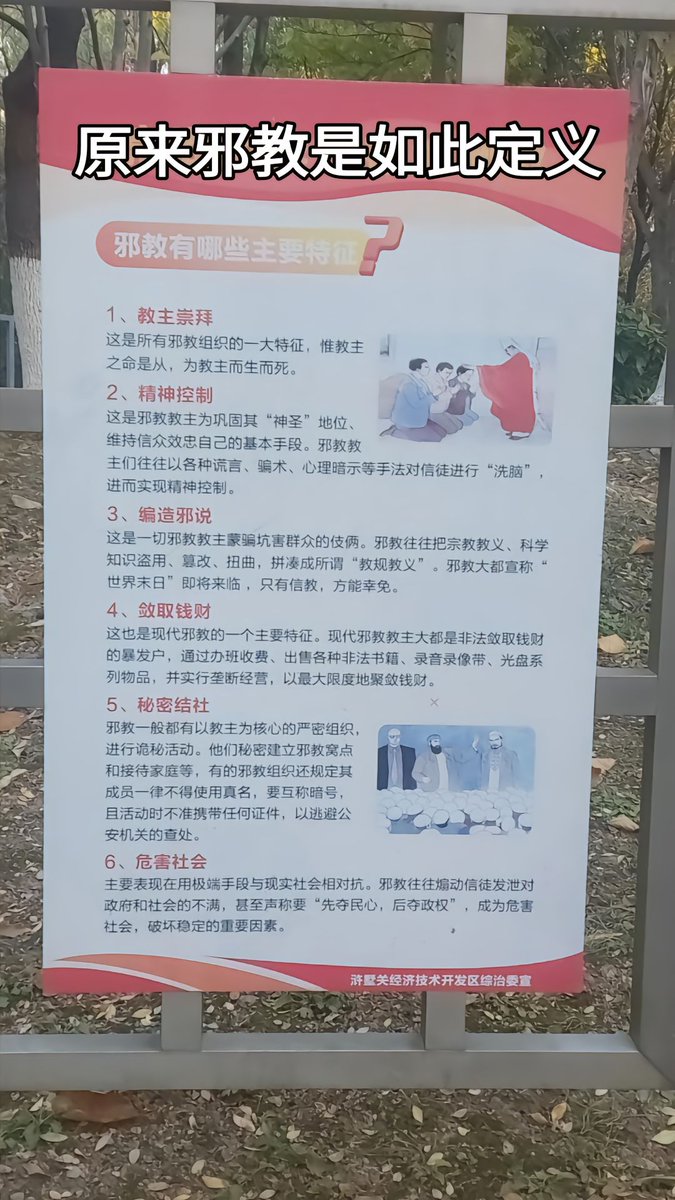 原来邪教是如此定义
邪教有哪些主要特征?
1、教主崇拜
这是所有邪教组织的一大特征，惟教主
之命是从，为教主而生而死。
2、精神控制
这是邪教教主为巩固其“神圣”地位、
维持信众效忠自己的基本手段。邪教教
主们往往以各种谎言、骗术、心理暗示等手法对信徒进行“洗脑”，
进而实现精神控制。
3、编造邪说
这是一切邪教教主蒙骗坑害群众的伎俩。邪教往往把宗教教义、科学
知识盗用、篡改、扭曲，拼凑成所谓“教规教义”。邪教大都宣称“
世界末日”即将来临，只有信教，方能幸免。
4、敛取钱财
这也是现代邪教的一个主要特征。现代邪教教主大都是非法敛取钱财
的暴发户，通过办班收费、出售各种非法书籍、录音录像带、光盘系
列物品，并实行垄断经营，以最大限度地聚敛钱财。
5、秘密结社
邪教一般都有以教主为核心的严密组织，
进行诡秘活动。他们秘密建立邪教窝点
和接待家庭等，有的邪教组织还规定其
成员一律不得使用真名，要互称暗号，
且活动时不准携带任何证件，以逃避公
安机关的查处。
6、危害社会
主要表现在用极端手段与现实社会相对抗。邪教往往煽动信徒发泄对
政府和社会的不满，甚至声称要“先夺民心，后夺政权”，成为危害
社会，破坏稳定的重要因素。
浒墅关经济技术开发区综治委宣